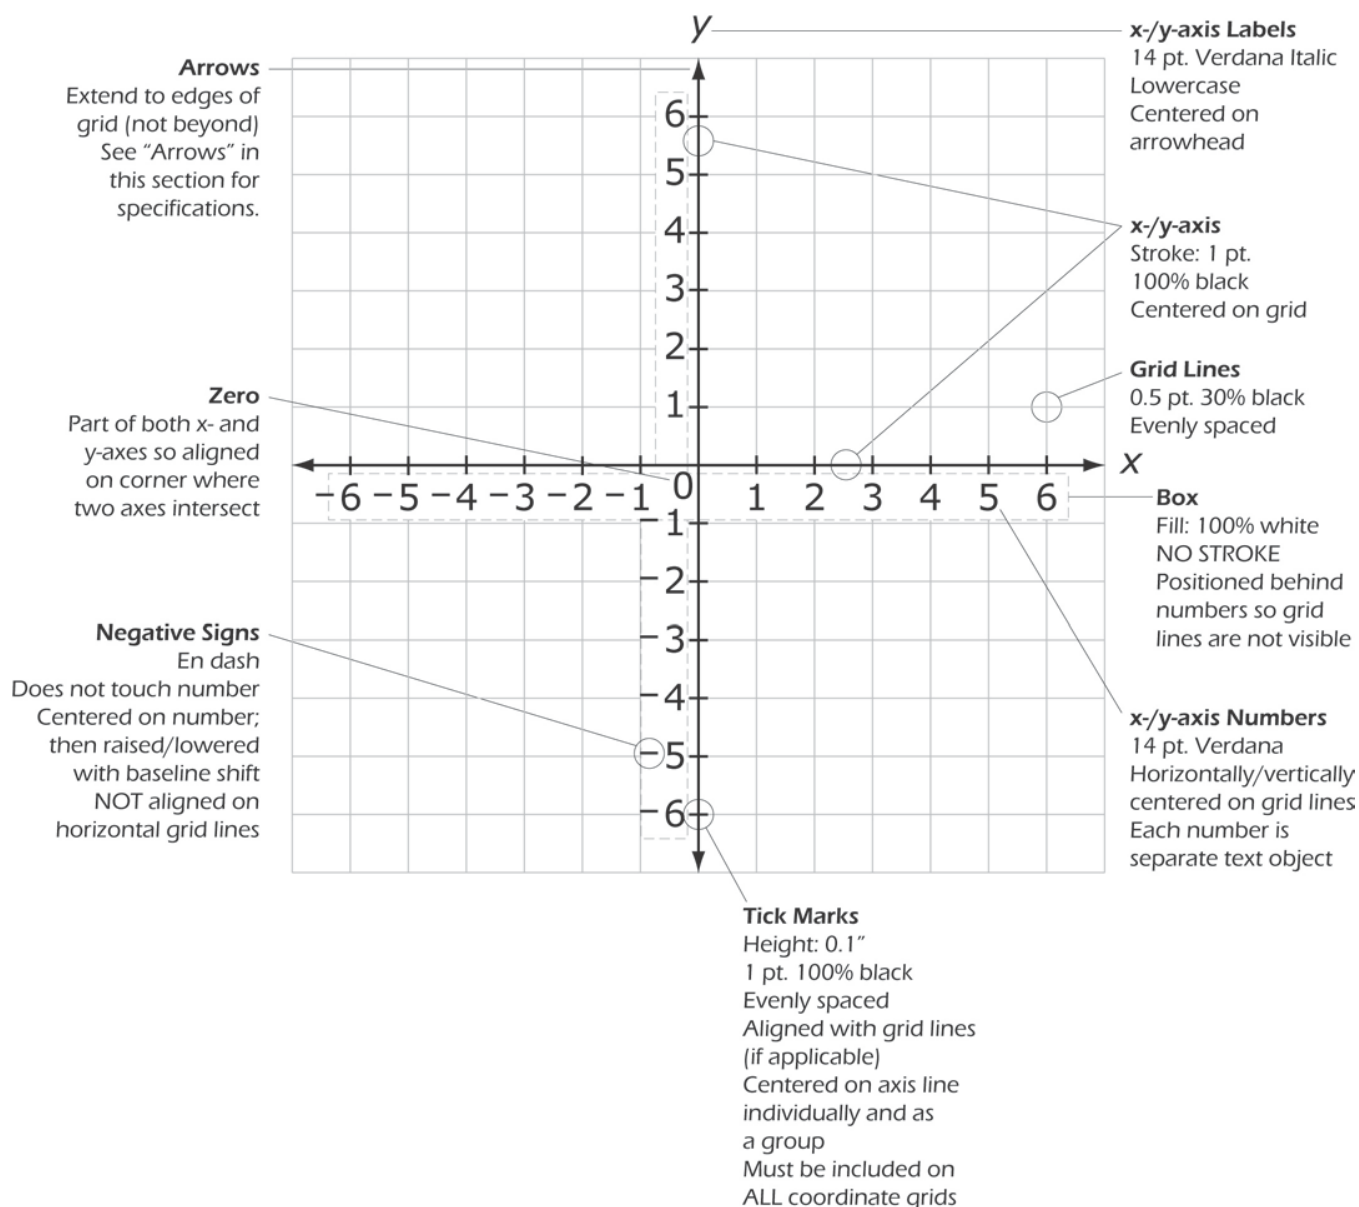 y
x-/y-axis Labels
14 pt. Verdana Italic
Lowercase
Centered on
arrowhead
Arrows
Extend to edges of
grid (not beyond)
See “Arrows” in
this section for
specifications.
6
5
4
3
2
1
x-/y-axis
Stroke: 1 pt.
100% black
Centered on grid
Grid Lines
0.5 pt. 30% black
Evenly spaced
Zero
Part of both x- and
y-axes so aligned
on corner where
two axes intersect
x
–6 –5 –4 –3 –2 –1 0 1 2 3 4 5 6
–1
–2
–3
–4
–5
–6
Box
Fill: 100% white
NO STROKE
Positioned behind
numbers so grid
lines are not visible
Negative Signs
En dash
Does not touch number
Centered on number;
then raised/lowered
with baseline shift
NOT aligned on
horizontal grid lines
x-/y-axis Numbers
14 pt. Verdana
Horizontally/vertically
centered on grid lines
Each number is
separate text object
Tick Marks
Height: 0.1”
1 pt. 100% black
Evenly spaced
Aligned with grid lines
(if applicable)
Centered on axis line
individually and as
a group
Must be included on
ALL coordinate grids